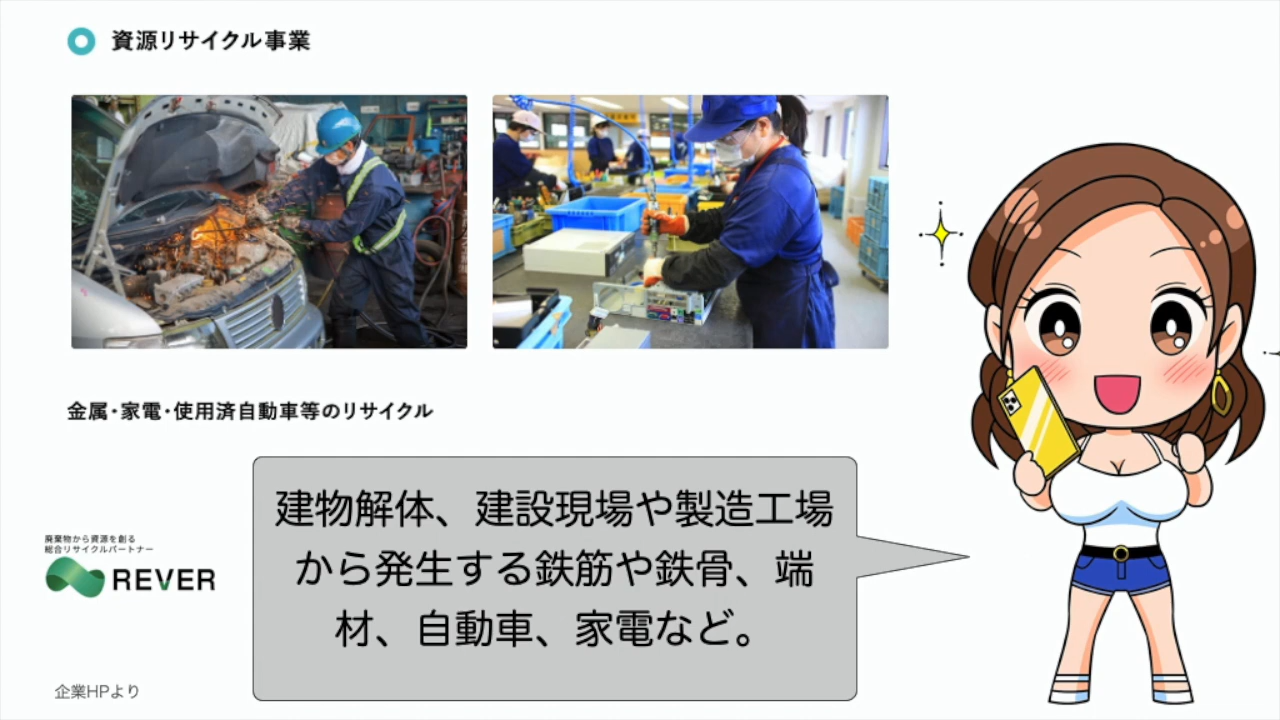 資源リサイクル事業
金属・家電・使用済自動車等のリサイクル
建物解体、建設現場や製造工場
から発生する鉄筋や鉄骨、端
材、自動車、家電など。
廃棄物から資源を創る
総合リサイクルパートナー
REVER
企業HPより